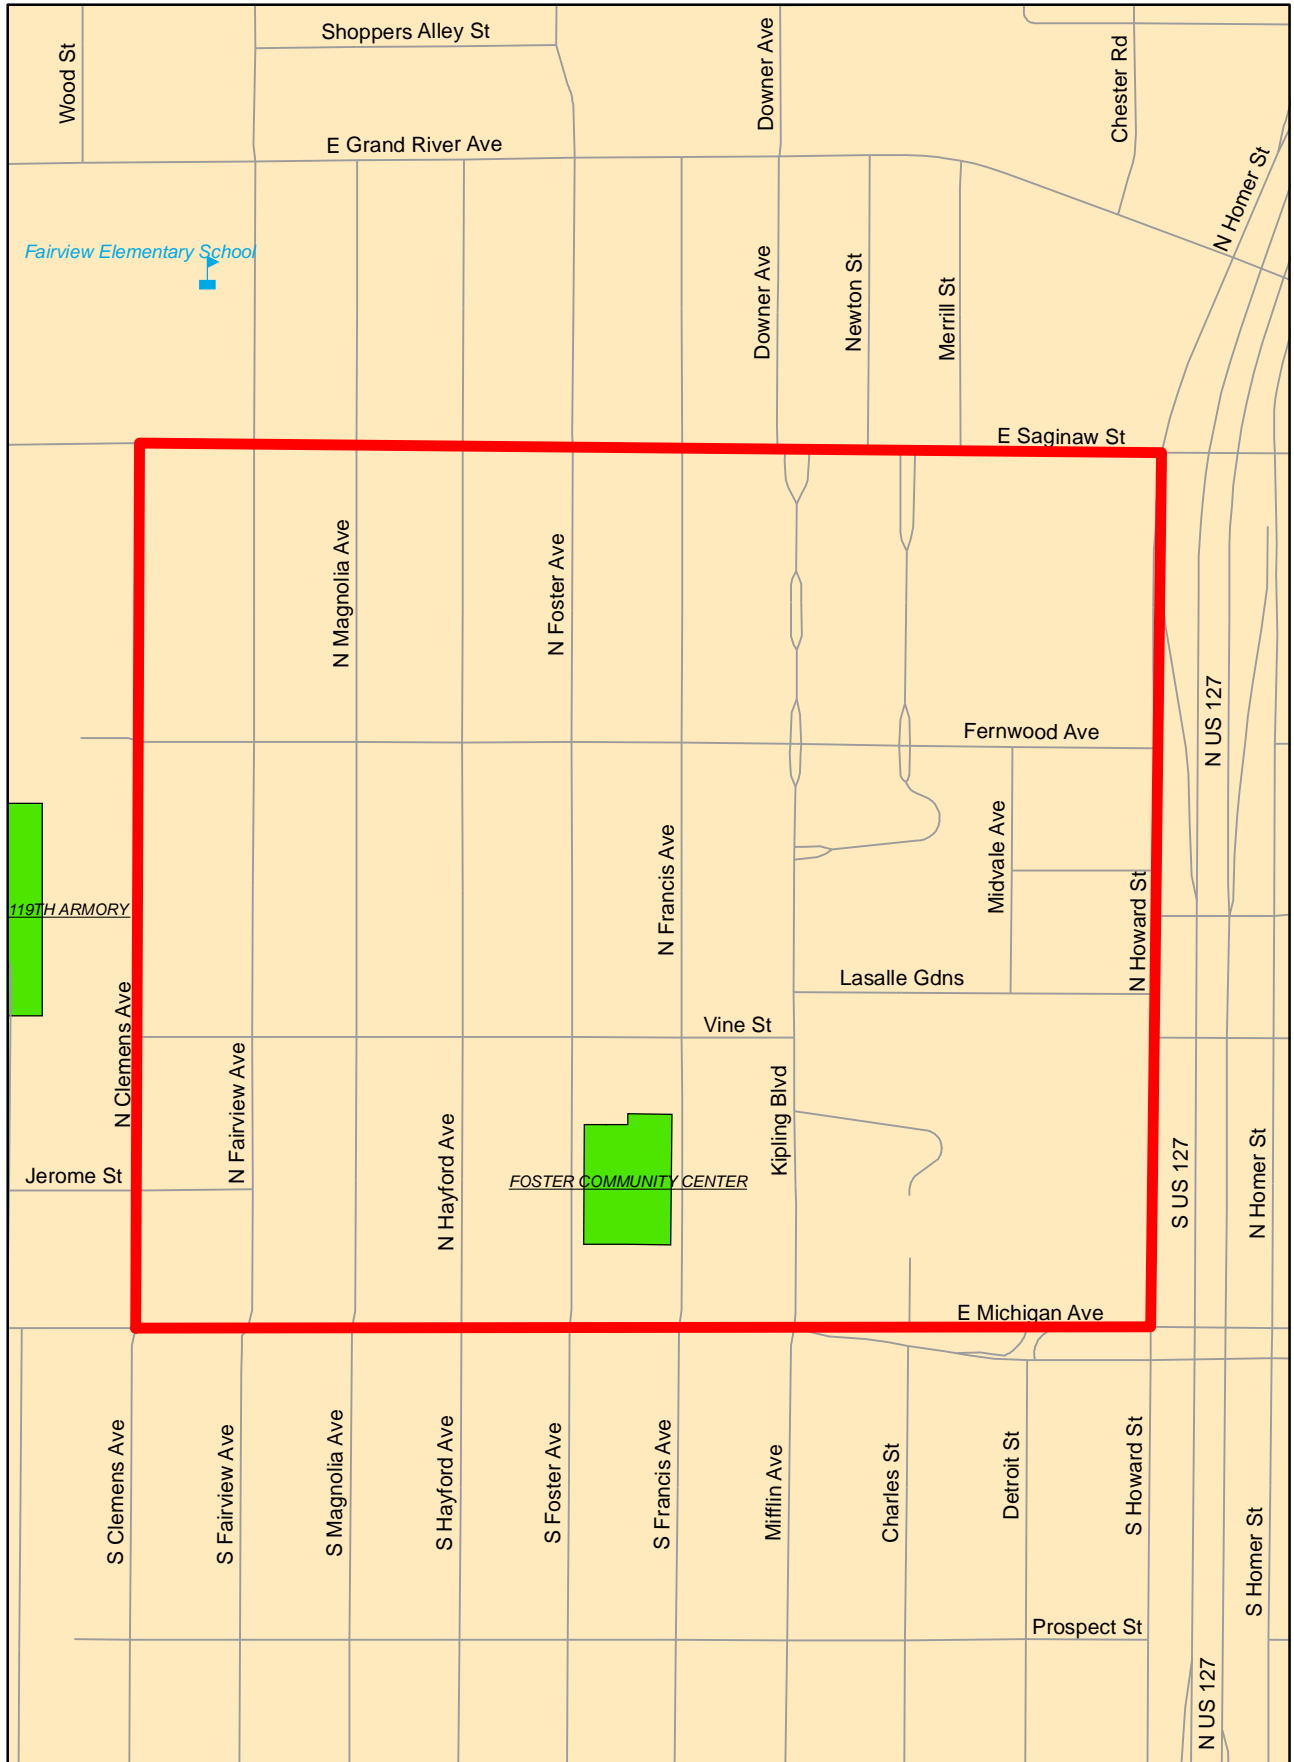 Shoppers Alley St
Wood St
Downer Ave
Chester Rd
E Grand River Ave
N Homer St
Fairview Elementary School
Downer Ave
Newton St
Merrill St
E Saginaw St
N Magnolia Ave
N Foster Ave
N US 127
Fernwood Ave
Midvale Ave
N Francis Ave
N Howard St
119TH ARMORY
Lasalle Gdns
N Clemens Ave
Vine St
N Fairview Ave
Kipling Blvd
N Hayford Ave
Jerome St
FOSTER COMMUNITY CENTER
S US 127
N Homer St
E Michigan Ave
S Clemens Ave
S Fairview Ave
S Magnolia Ave
S Hayford Ave
S Foster Ave
S Francis Ave
Mifflin Ave
Charles St
Detroit St
S Howard St
S Homer St
Prospect St
N US 127